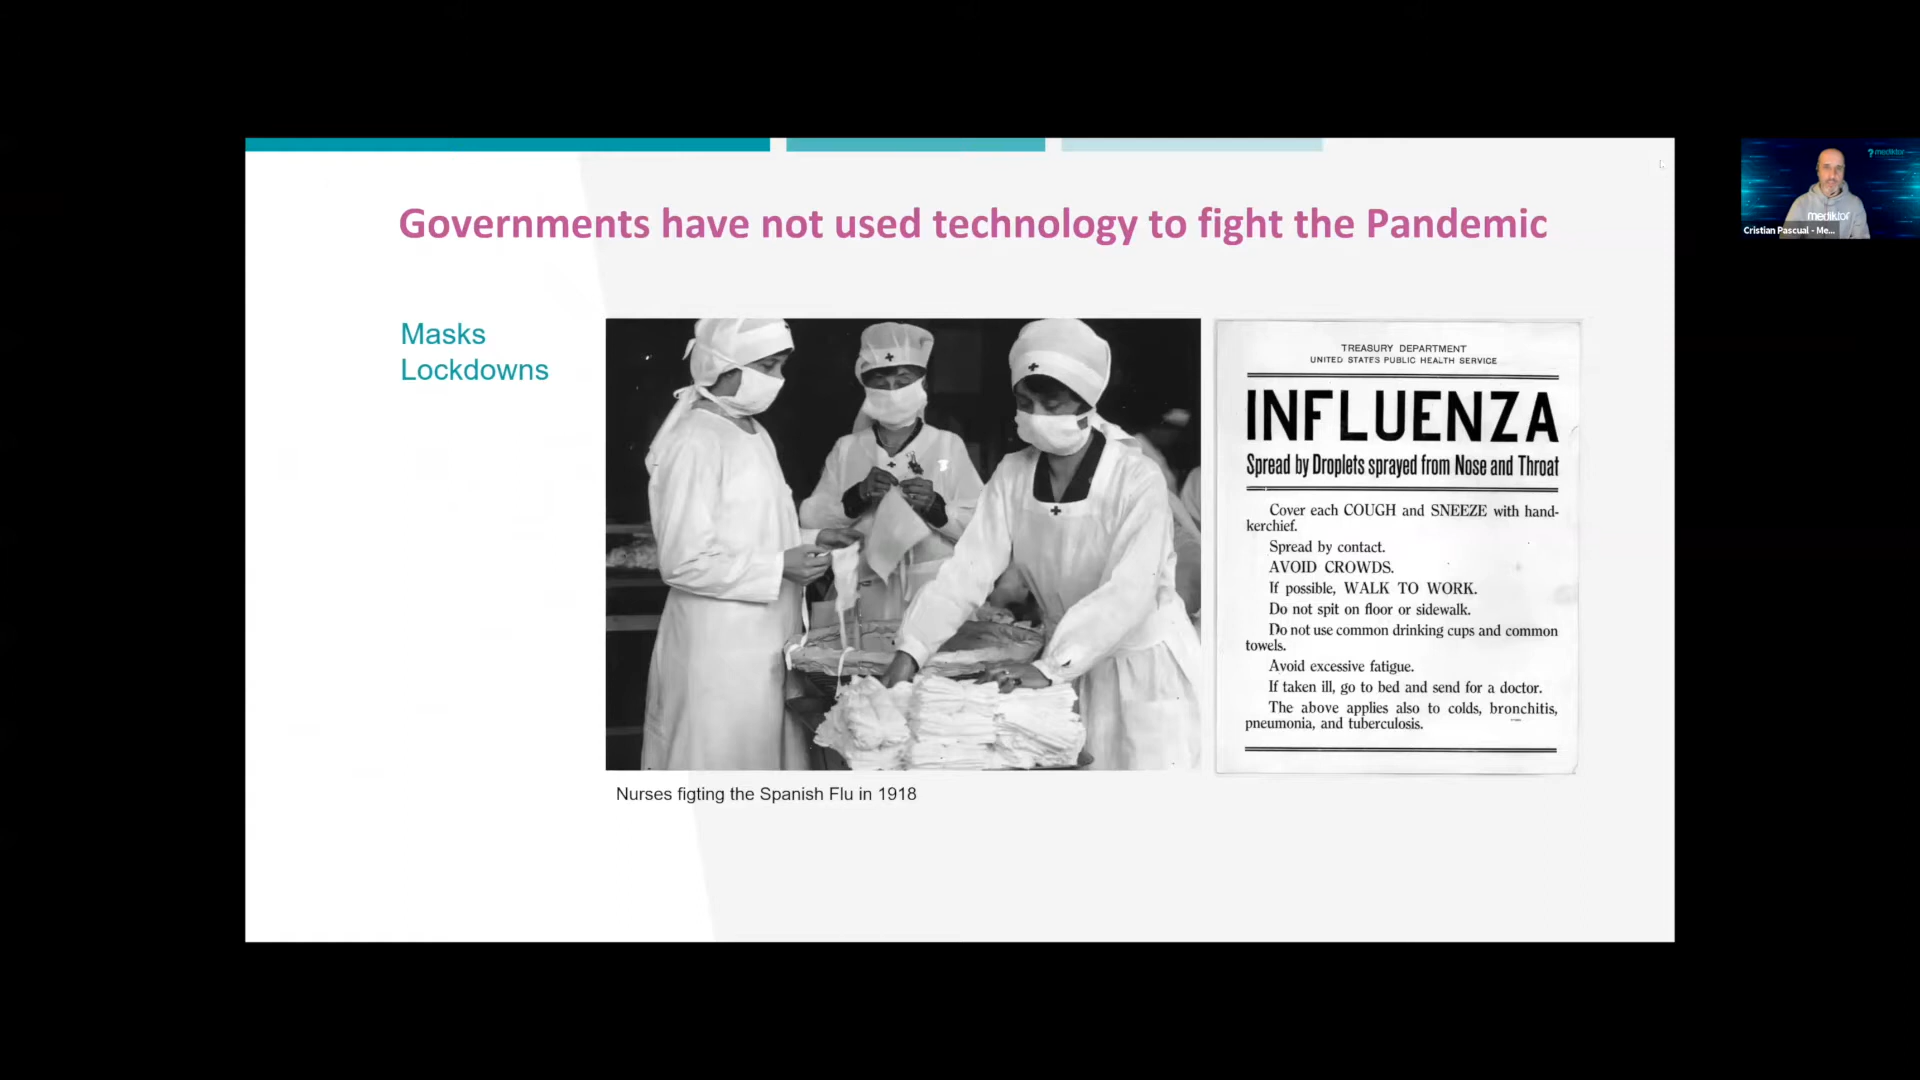 Governments have not used technology to fight the Pandemic
Masks
Lockdowns
TREASURY DEPARTMENT
UNITED STATES PUBLIC HEALTH SERVICE
INFLUENZA
Spread by Droplets sprayed from Nose and Throat
Cover each COUGH and SNEEZE with hand-
kerchief.
Spread by contact.
AVOID CROWDS.
If possible, WALK TO WORK.
Do not spit on floor or sidewalk.
Do not use common drinking cups and common
towels.
Avoid excessive fatigue.
If taken ill, go to bed and send for a doctor.
The above applies also to colds, bronchitis,
pneumonia, and tuberculosis.
Nurses figting the Spanish Flu in 1918
mediktor
mediktor
Cristian Pascual - Me...